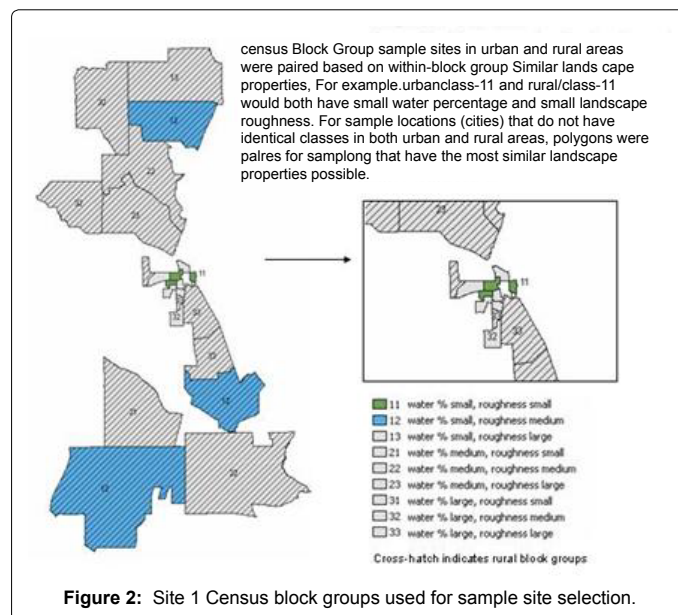 census Block Group sample sites in urban and rural areas
were paired based on within-block group Similar lands cape
properties, For example.urbanclass-11 and rural/class-11
would both have small water percentage and small landscape
roughness. For sample locations (cities) that do not have
identical classes in both urban and rural areas, polygons were
palres for samplong that have the most similar landscape
properties possible.
13
32
12
22
32
23
11
32
33
33
12
21
12
22
23
11
32
33
11 water % small, roughness small
12 water % small, roughness medium
13 water % small, roughness large
21 water % medium, roughness small
22 water % medium, roughness medium
23 water % medium, roughness large
31 water % large, roughness small
32 water % large, roughness medium
33 water % large, roughness large
Cross-hatch indicates rural block groups
Figure 2: Site 1 Census block groups used for sample site selection.